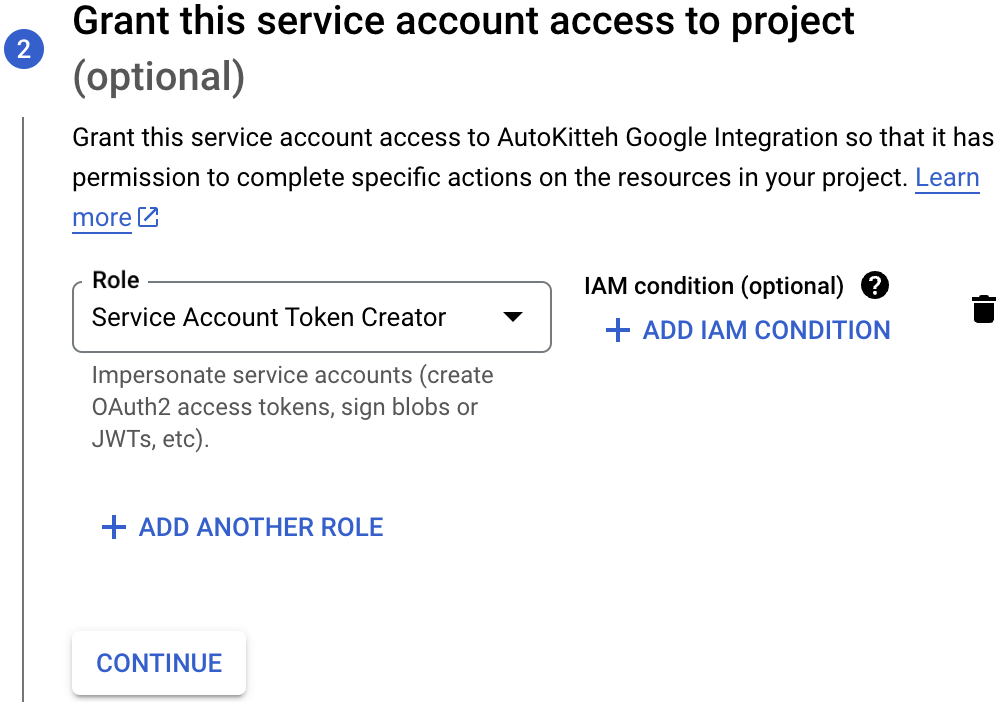 2
Grant this service account access to project
(optional)
Grant this service account access to AutoKitteh Google Integration so that it has
permission to complete specific actions on the resources in your project. Learn
more
Role
Service Account Token Creator
Impersonate service accounts (create
OAuth2 access tokens, sign blobs or
JWTs, etc).
IAM condition (optional) ?
+ ADD IAM CONDITION
+ ADD ANOTHER ROLE
CONTINUE